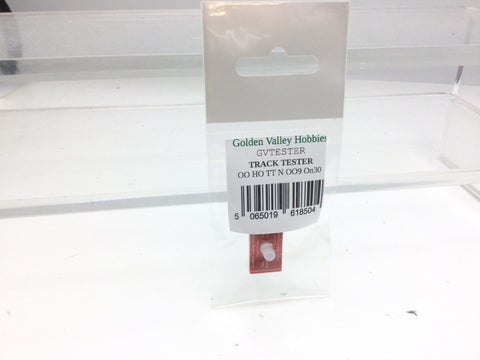 Golden Valley Hobbies
GVTESTER
TRACK TESTER
OO HO TT N OO9 On30
5 065019 618504